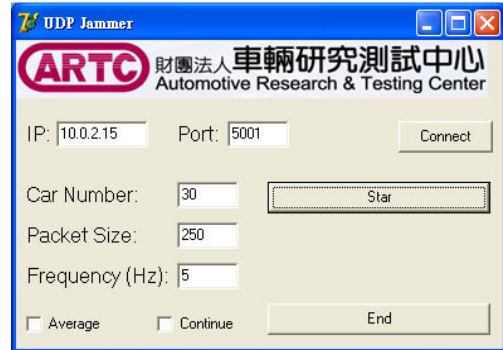 UDP Jammer
ARTC 財團法人車輛研究測試中心
Automotive Research & Testing Center
IP: 10.0.2.15 Port: 5001 Connect
Car Number: 30 Star
Packet Size: 250
Frequency (Hz): 5
Average Continue End